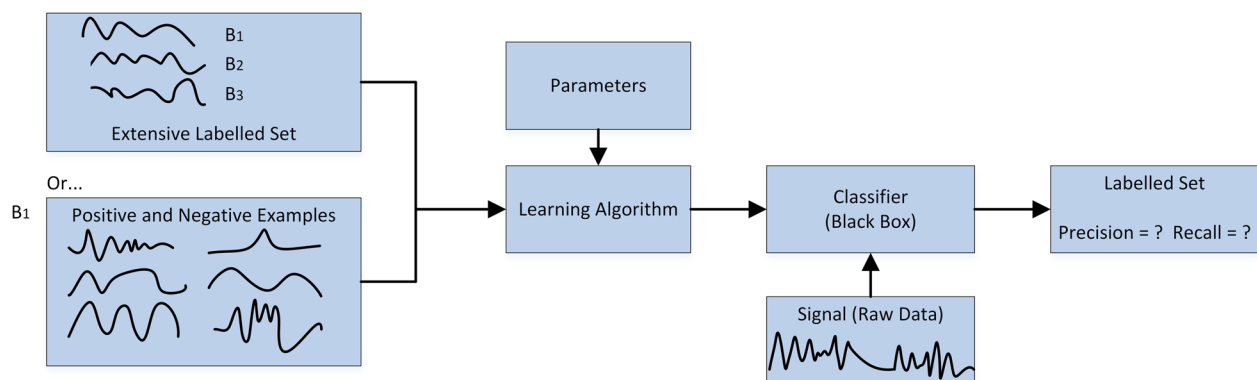 B1
B2
B3
Extensive Labelled Set
Or...
B1
Positive and Negative Examples
Parameters
Learning Algorithm
Classifier
(Black Box)
Signal (Raw Data)
Labelled Set
Precision = ? Recall = ?